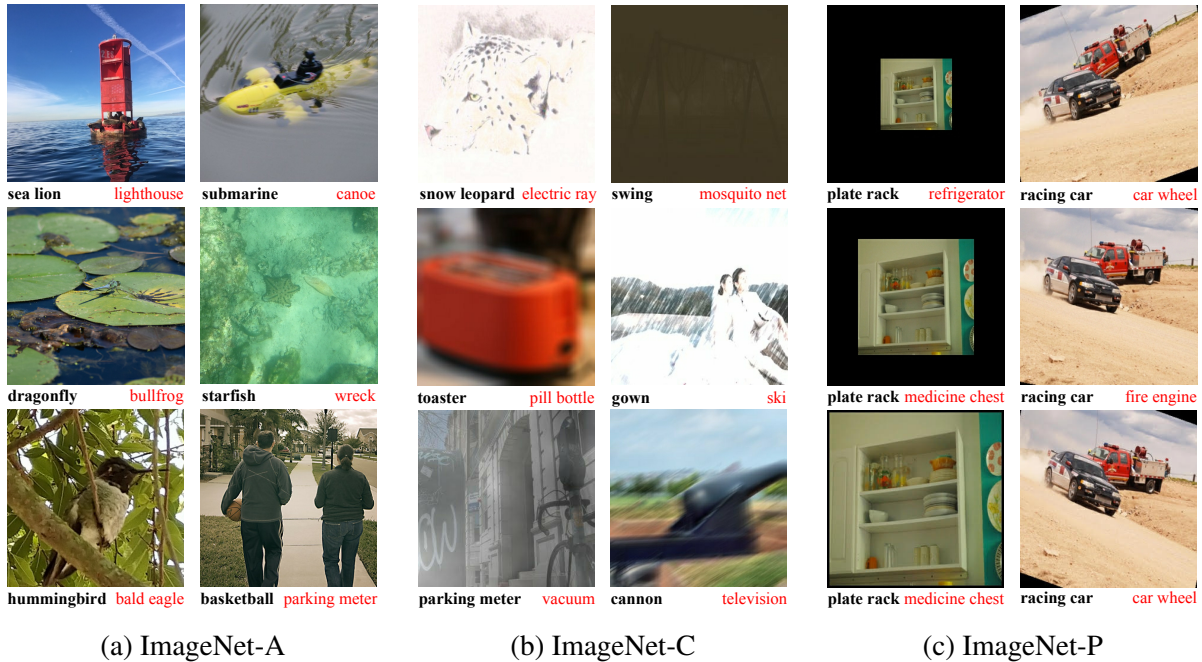 sea lion lighthouse submarine canoe
snow leopard electric ray swing mosquito net
plate rack refrigerator racing car car wheel
dragonfly bullfrog starfish wreck
toaster pill bottle gown ski
plate rack medicine chest racing car fire engine
hummingbird bald eagle basketball parking meter
parking meter vacuum cannon television
plate rack medicine chest racing car car wheel
(a) ImageNet-A
(b) ImageNet-C
(c) ImageNet-P